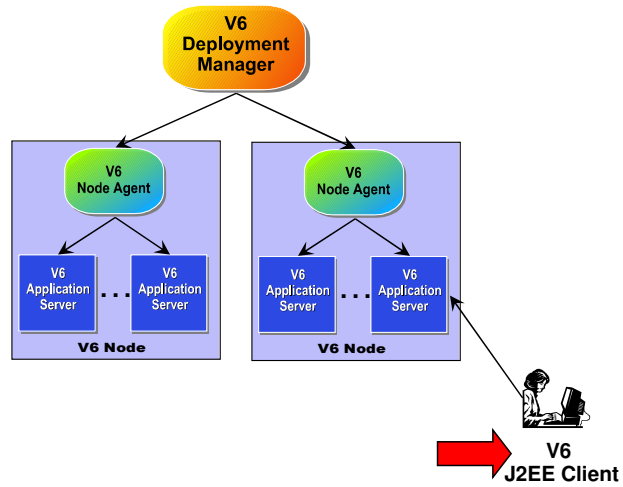 V6
Deployment
Manager
V6
Node Agent
V6
Node Agent
V6
Application
Server
...
V6
Application
Server
V6
Application
Server
...
V6
Application
Server
V6 Node
V6 Node
V6
J2EE Client